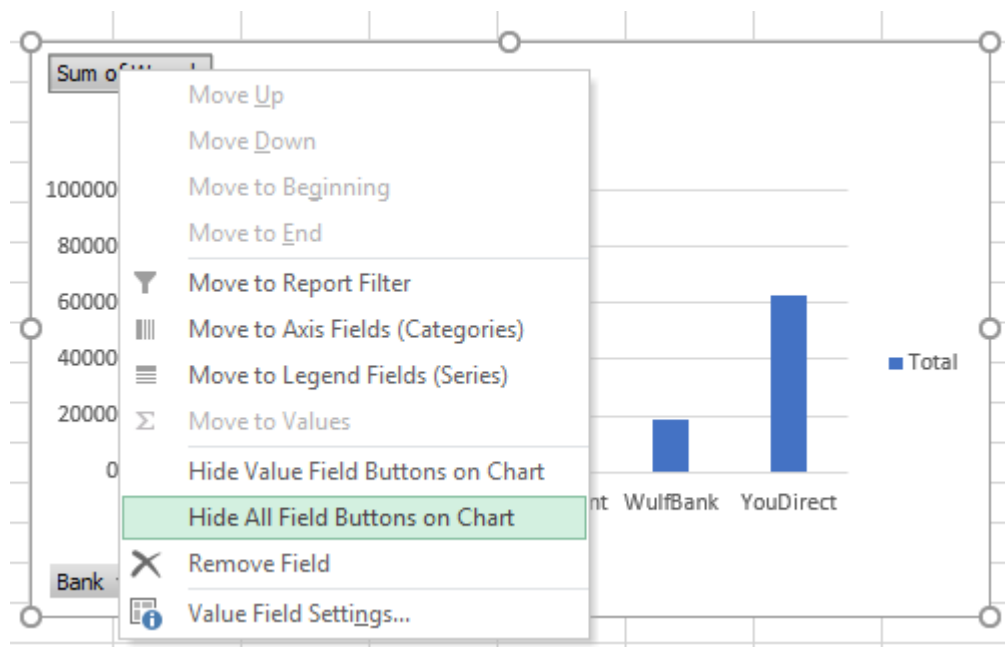 Sum of
Move Up
Move Down
Move to Beginning
Move to End
Move to Report Filter
Move to Axis Fields (Categories)
Move to Legend Fields (Series)
Move to Values
Hide Value Field Buttons on Chart
Hide All Field Buttons on Chart
Remove Field
Value Field Settings...
100000
80000
60000
40000
20000
0
WulfBank YouDirect
Total
Bank